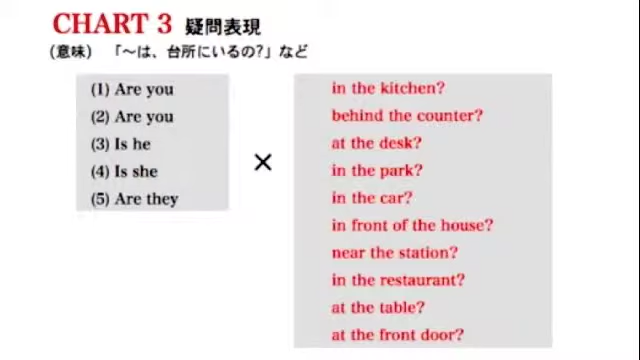 CHART 3 疑問表現
(意味) 「～は、台所にいるの?」など
(1) Are you
(2) Are you
(3) Is he
(4) Is she
(5) Are they
×
in the kitchen?
behind the counter?
at the desk?
in the park?
in the car?
in front of the house?
near the station?
in the restaurant?
at the table?
at the front door?